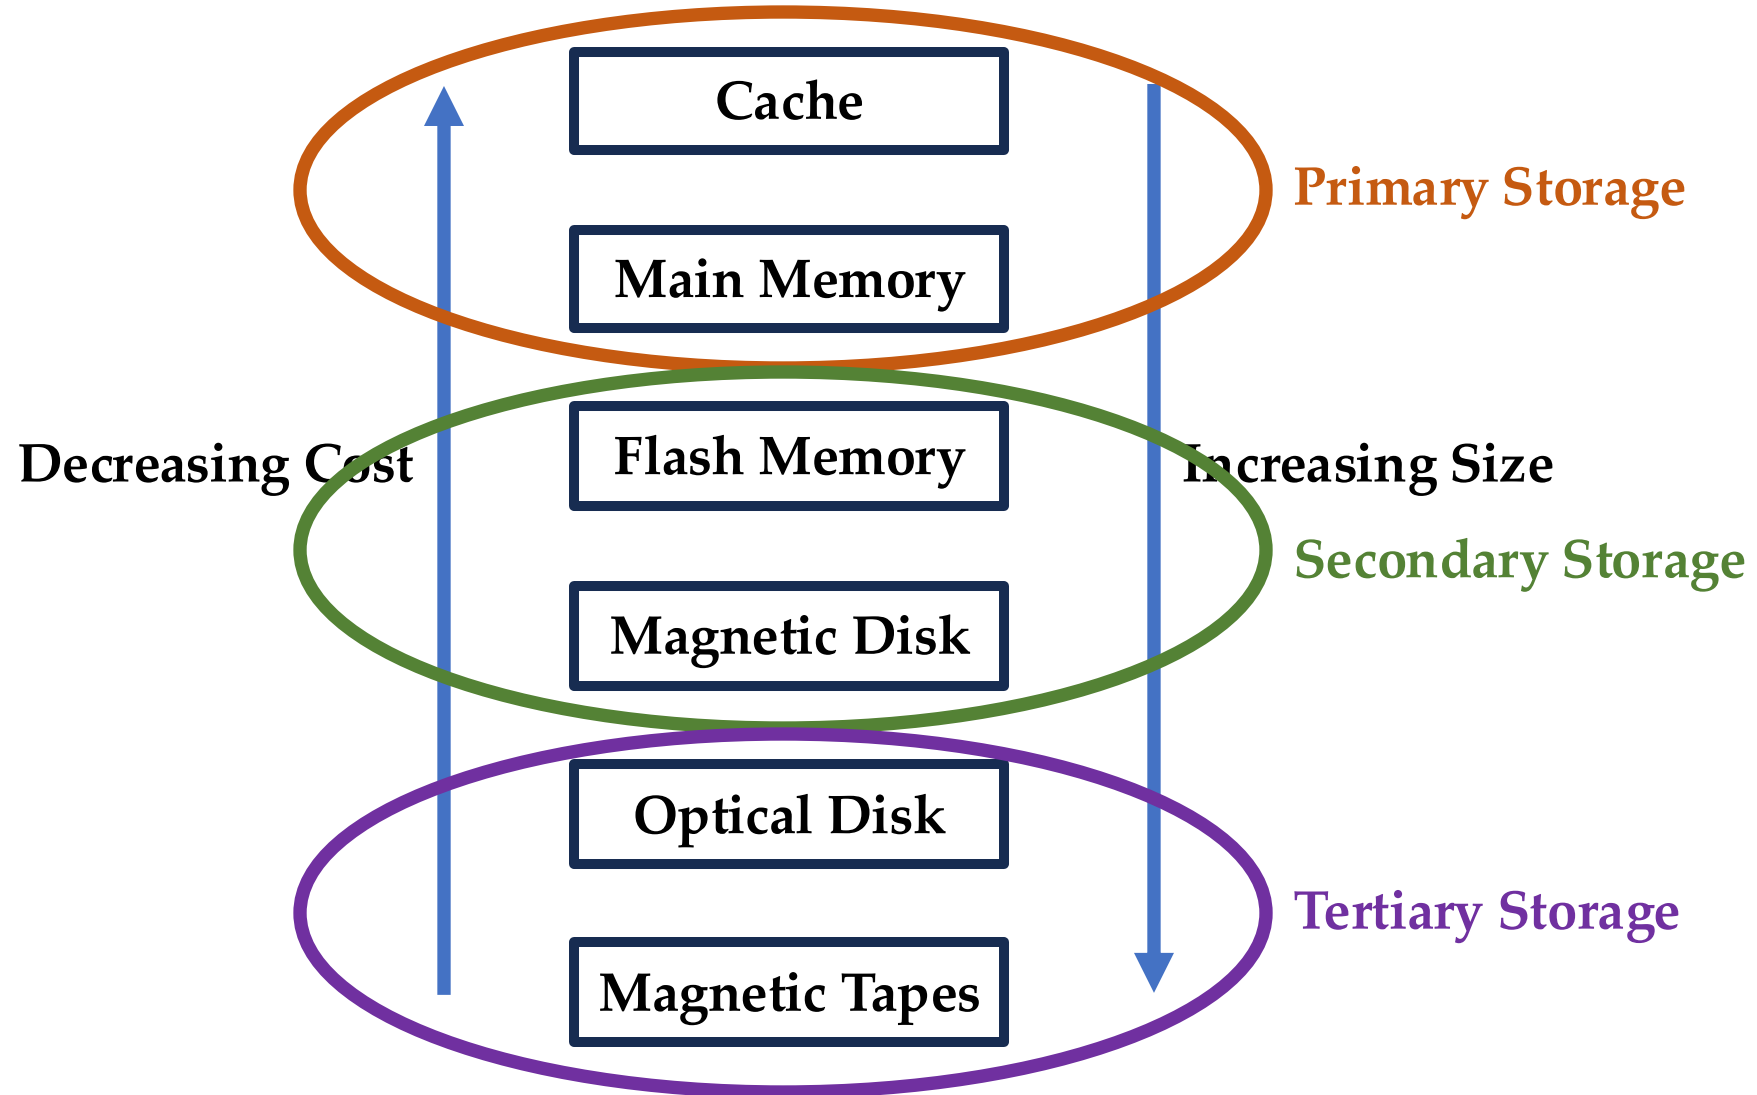 Cache
Primary Storage
Main Memory
Flash Memory
Decreasing Cost
Increasing Size
Secondary Storage
Magnetic Disk
Optical Disk
Tertiary Storage
Magnetic Tapes